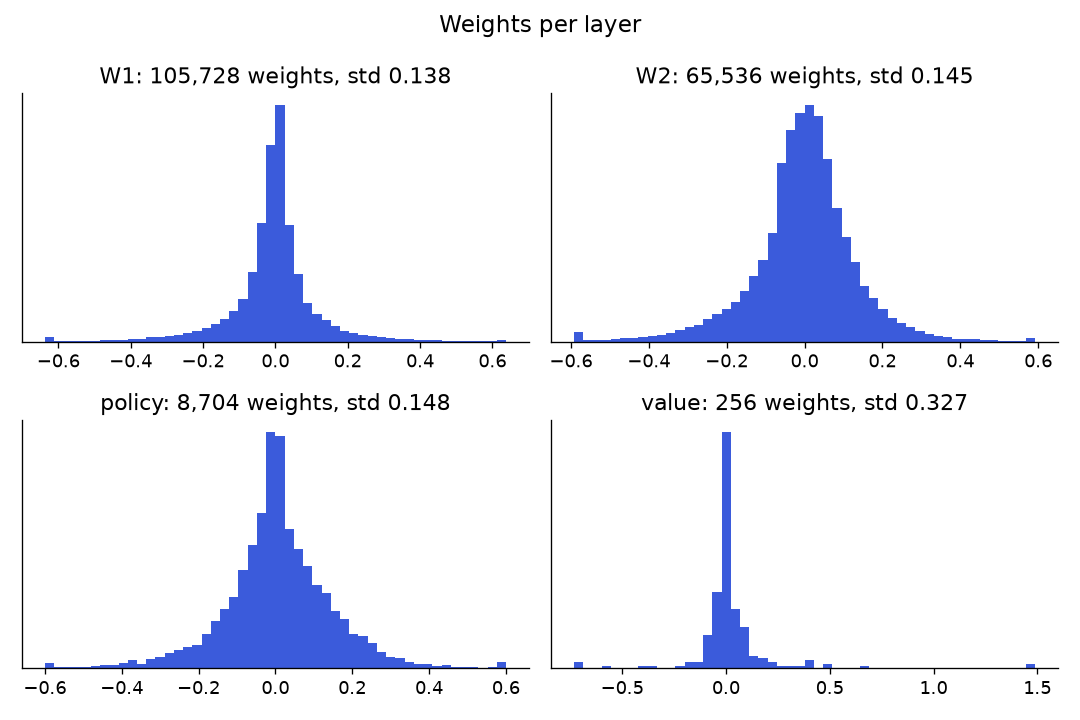 Weights per layer
W1: 105,728 weights, std 0.138
W2: 65,536 weights, std 0.145
−0.6 −0.4 −0.2 0.0 0.2 0.4 0.6
−0.6 −0.4 −0.2 0.0 0.2 0.4 0.6
policy: 8,704 weights, std 0.148
value: 256 weights, std 0.327
−0.6 −0.4 −0.2 0.0 0.2 0.4 0.6
−0.5 0.0 0.5 1.0 1.5